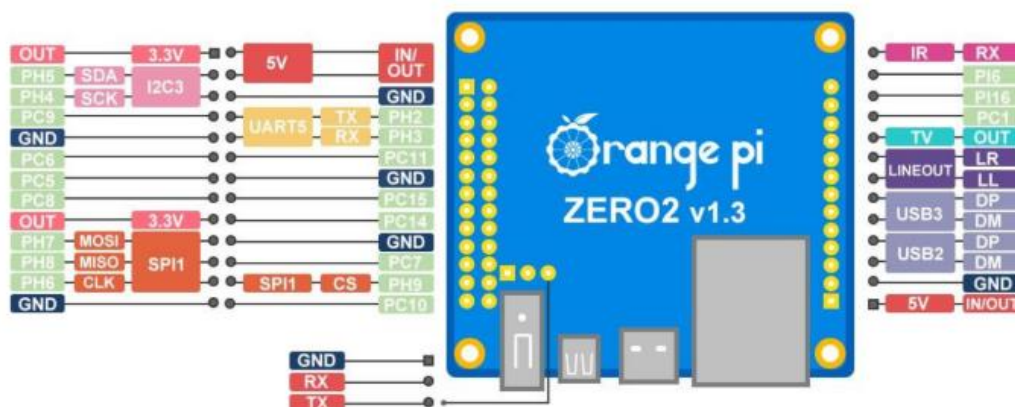 OUT 3.3V 5V IN/OUT IR RX
PH5 SDA I2C3 PI6
PH4 SCK GND PI16
PC9 UART5 TX PH2 PC1
GND RX PH3 TV OUT
PC6 PC11 LINEOUT LR
PC5 GND LL
PC8 PC15 USB3 DP
OUT 3.3V PC14 DM
PH7 MOSI SPI1 GND USB2 DP
PH8 MISO PC7 DM
PH6 CLK SPI1 CS PH9 GND
GND PC10 5V IN/OUT
Orange pi
ZERO2 v1.3
GND
RX
TX